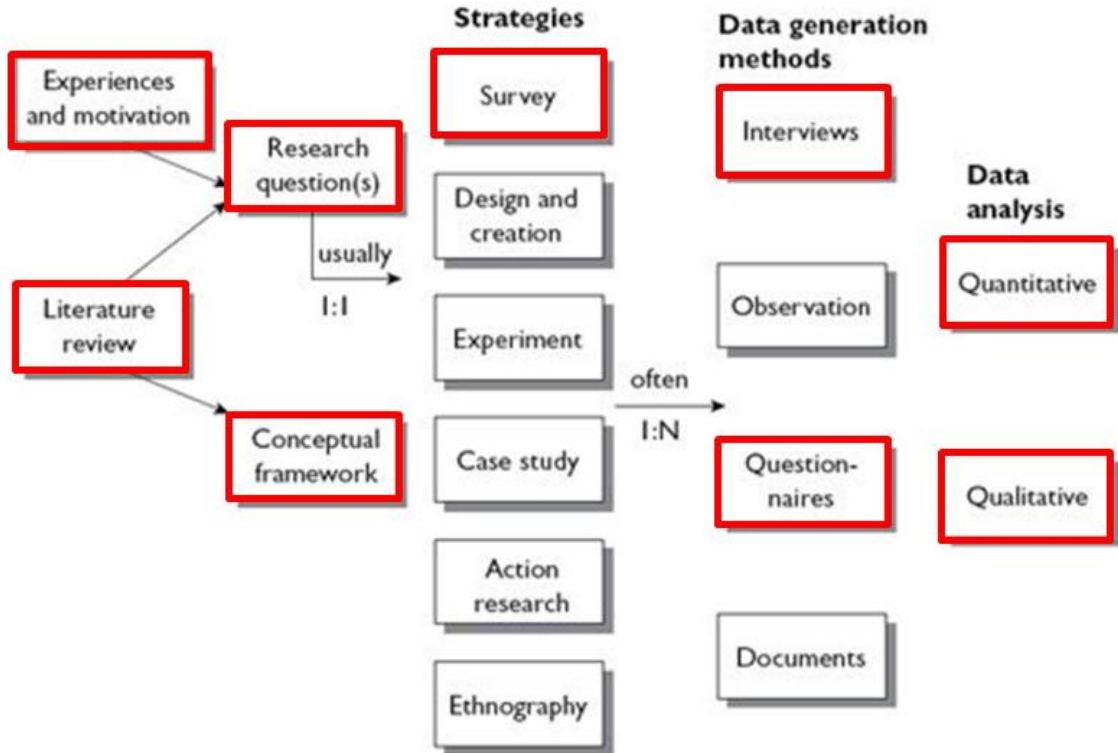 Experiences
and motivation
Literature
review
Research
question(s)
usually
1:1
Conceptual
framework
Strategies
Survey
Design and
creation
Experiment
Case study
Action
research
Ethnography
often
1:N
Data generation
methods
Interviews
Observation
Question-
naires
Documents
Data
analysis
Quantitative
Qualitative